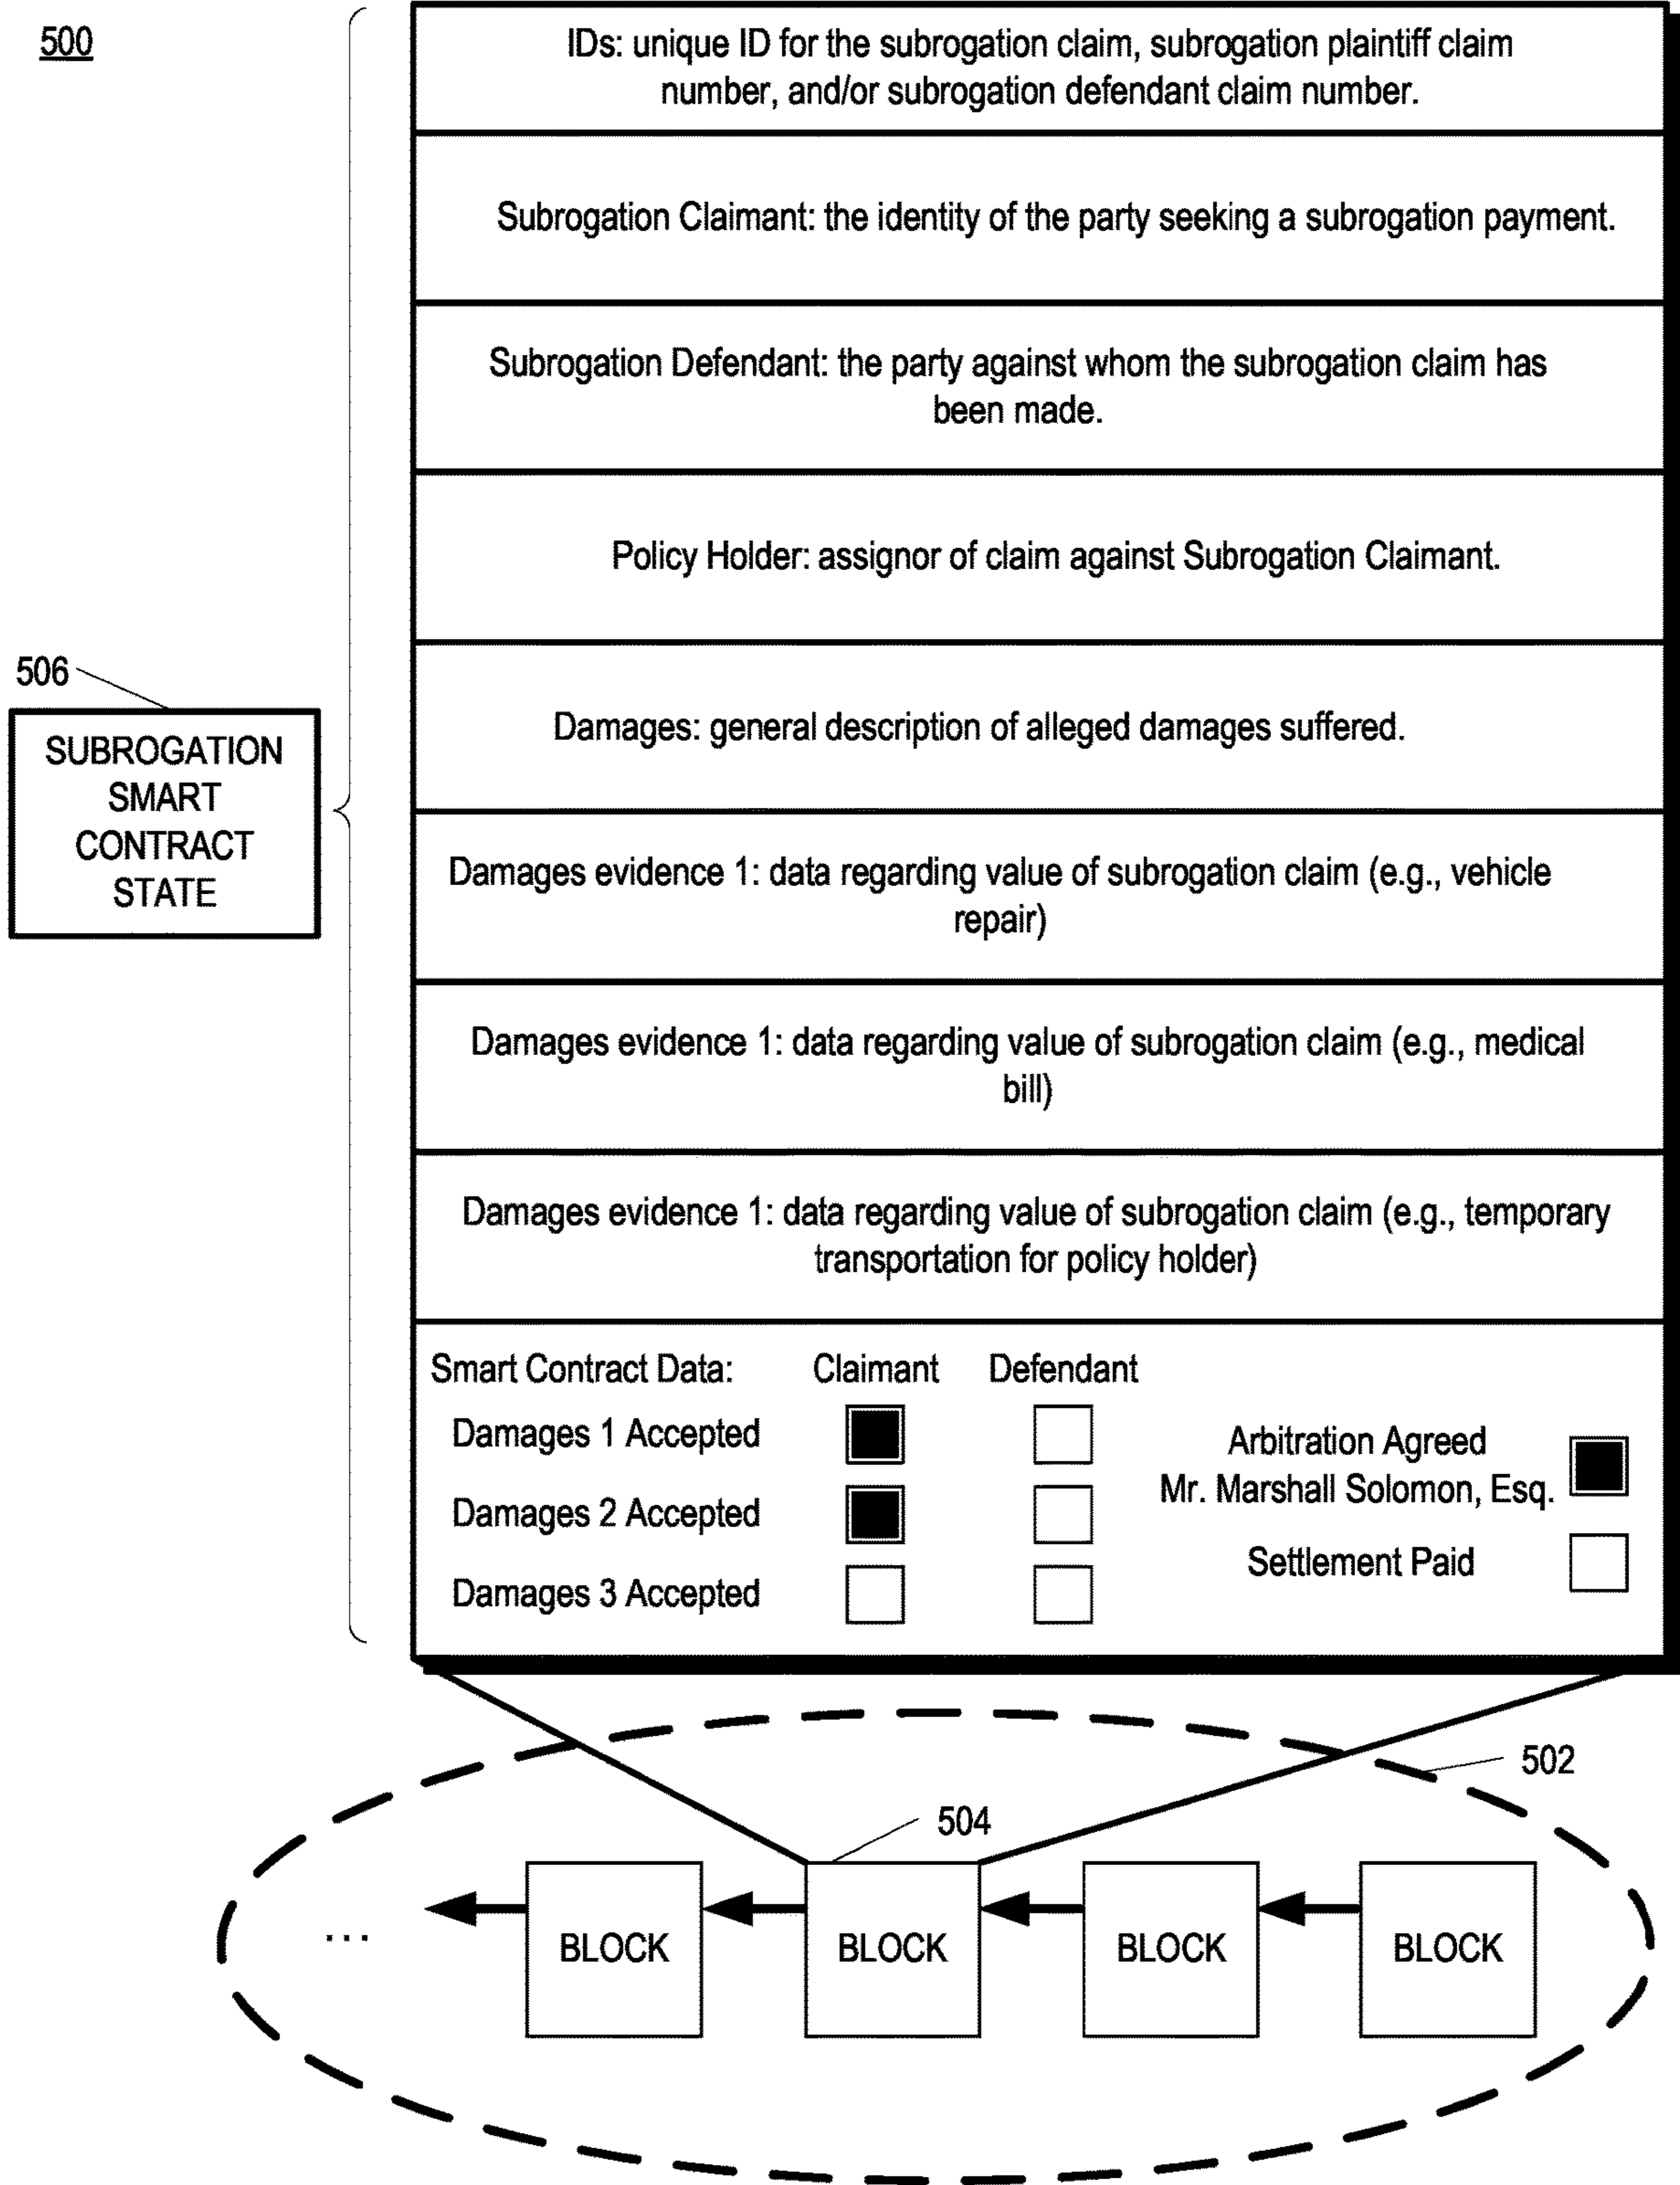 500
IDs: unique ID for the subrogation claim, subrogation plaintiff claim
number, and/or subrogation defendant claim number.
Subrogation Claimant: the identity of the party seeking a subrogation payment.
Subrogation Defendant: the party against whom the subrogation claim has
been made.
Policy Holder: assignor of claim against Subrogation Claimant.
506
SUBROGATION
SMART
CONTRACT
STATE
Damages: general description of alleged damages suffered.
Damages evidence 1: data regarding value of subrogation claim (e.g., vehicle
repair)
Damages evidence 1: data regarding value of subrogation claim (e.g., medical
bill)
Damages evidence 1: data regarding value of subrogation claim (e.g., temporary
transportation for policy holder)
Smart Contract Data: Claimant Defendant
Damages 1 Accepted
Damages 2 Accepted
Damages 3 Accepted
Arbitration Agreed
Mr. Marshall Solomon, Esq.
Settlement Paid
502
504
...
BLOCK BLOCK BLOCK BLOCK